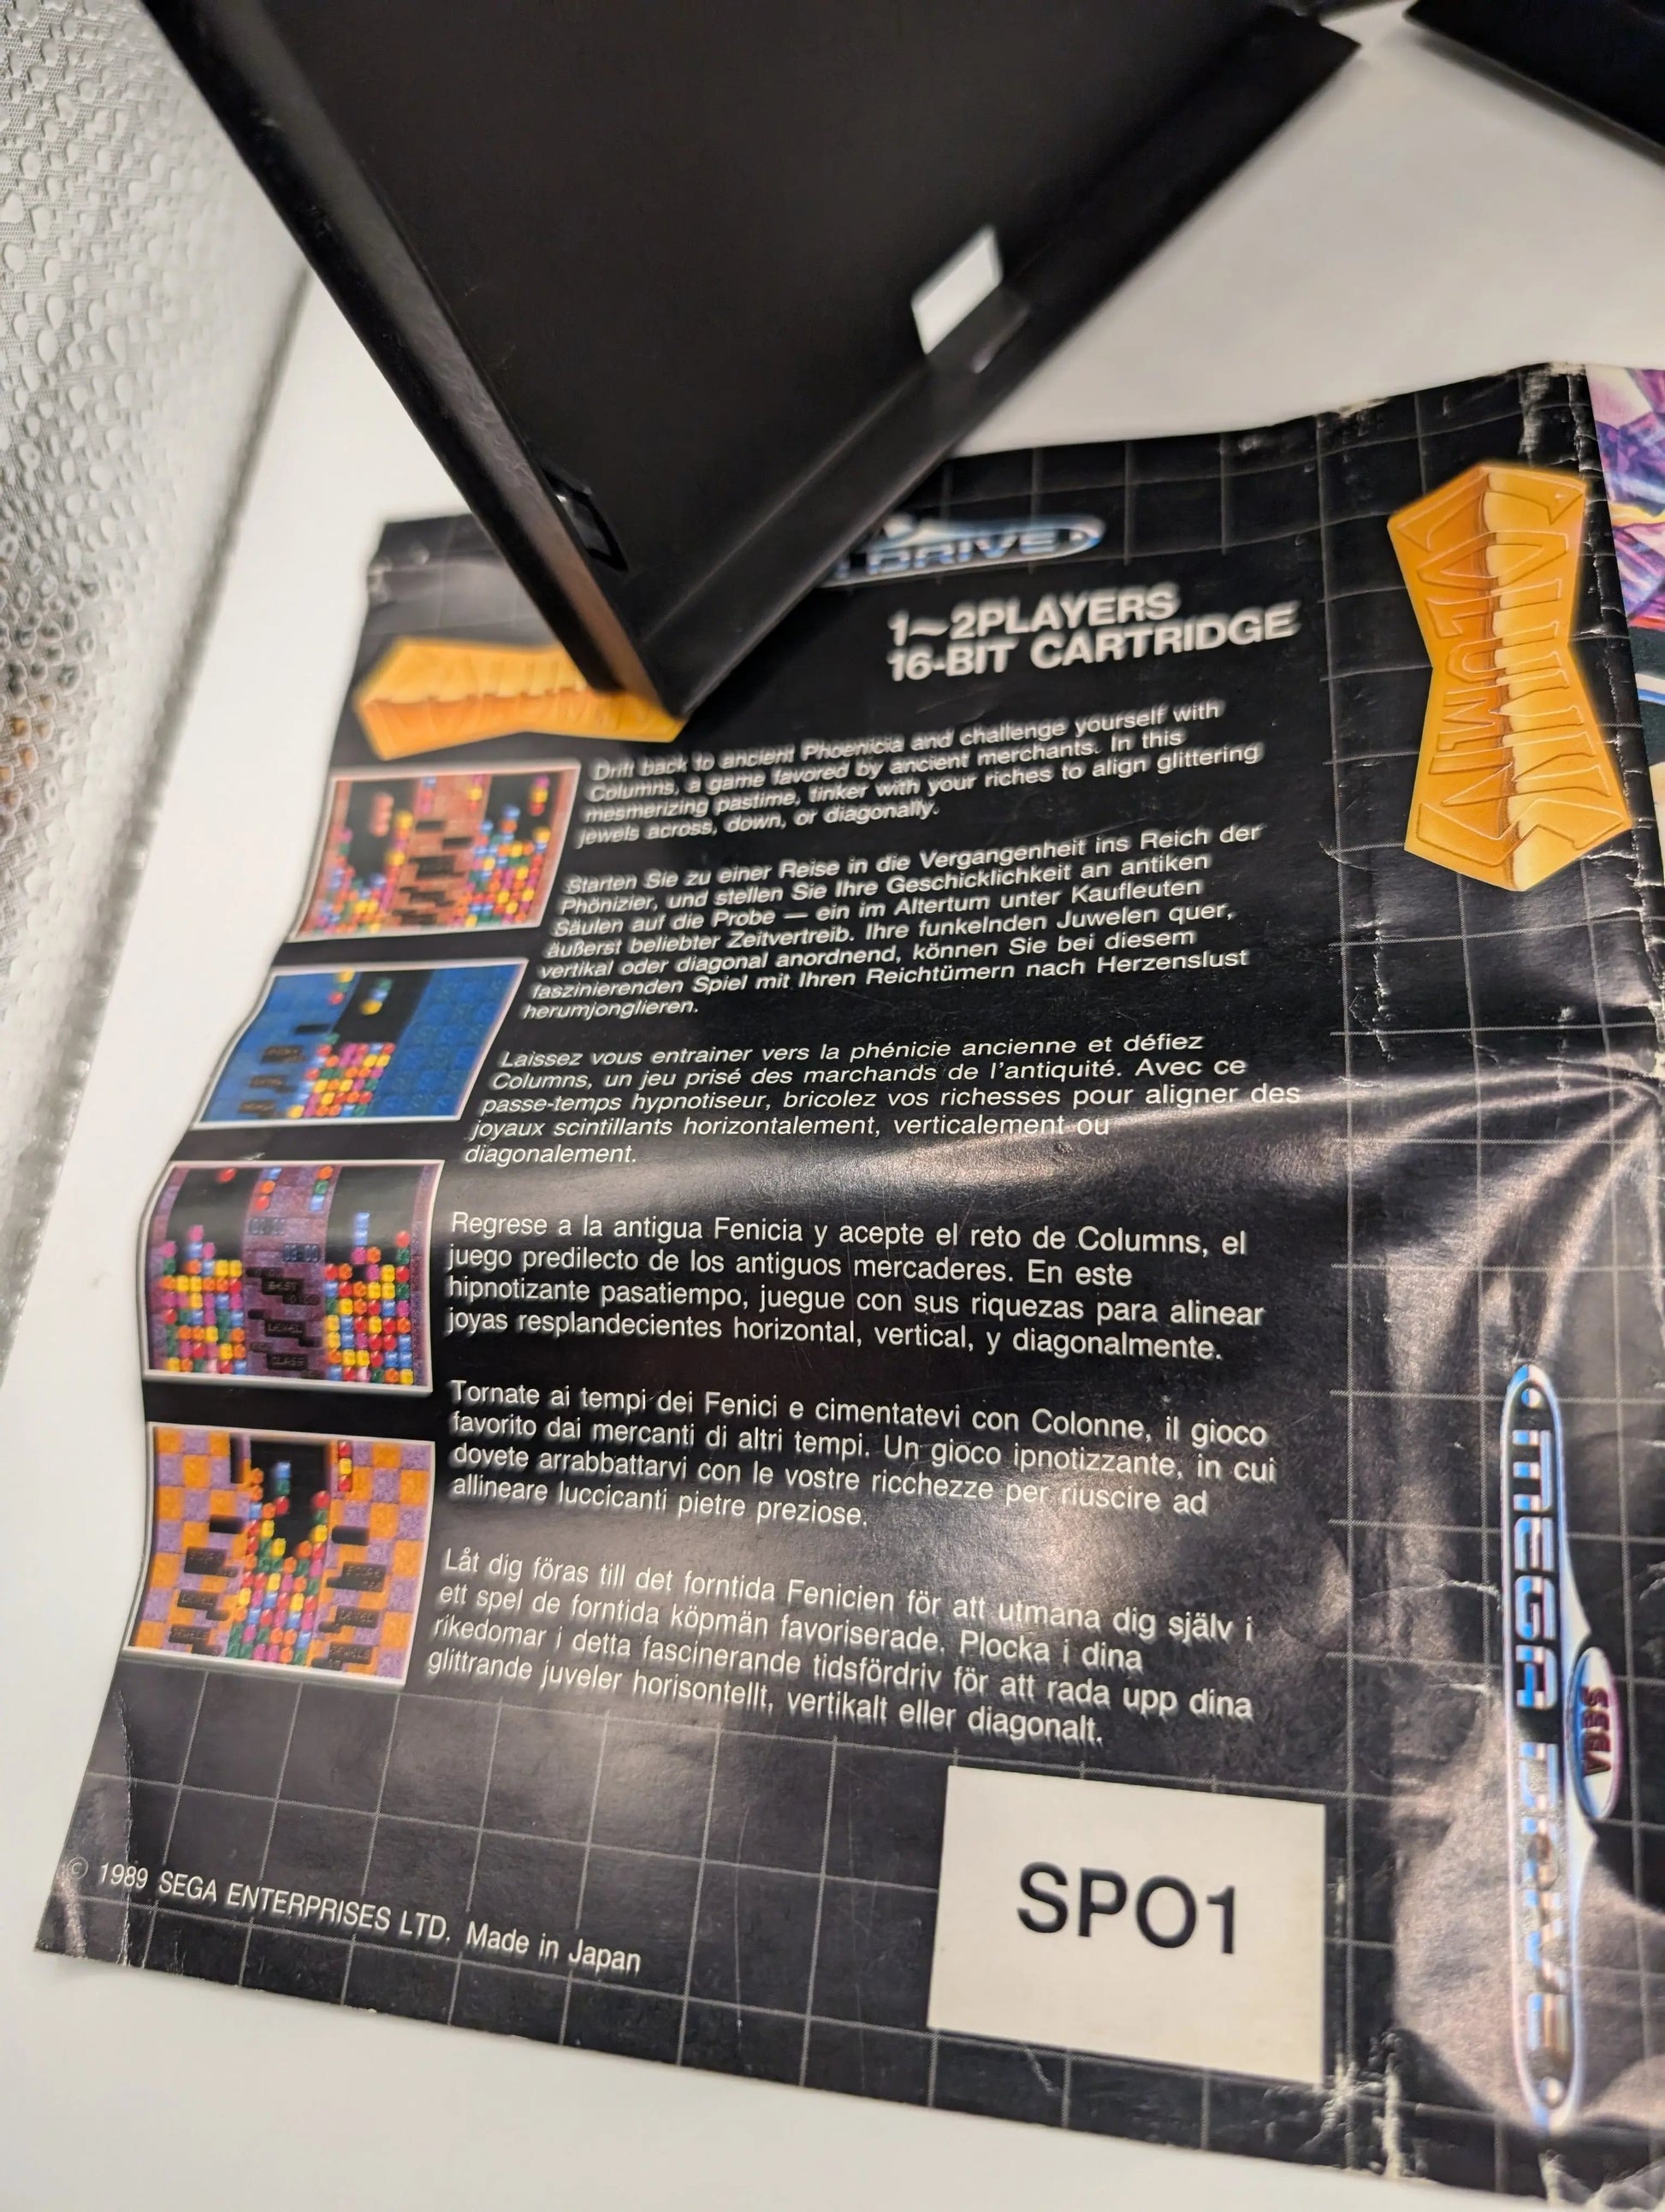 DRIVE
1~2PLAYERS
16-BIT CARTRIDGE
Drift back to ancient Phoenicia and challenge yourself with
Columns, a game favored by ancient merchants. In this
mesmerizing pastime, tinker with your riches to align glittering
jewels across, down, or diagonally.
Starten Sie zu einer Reise in die Vergangenheit ins Reich der
Phönizier, und stellen Sie Ihre Geschicklichkeit an antiken
Säulen auf die Probe — ein im Altertum unter Kaufleuten
äußerst beliebter Zeitvertreib. Ihre funkelnden Juwelen quer,
vertikal oder diagonal anordnend, können Sie bei diesem
faszinierenden Spiel mit Ihren Reichtümern nach Herzenslust
herumjonglieren.
Laissez vous entrainer vers la phénicie ancienne et défiez
Columns, un jeu prisé des marchands de l'antiquité. Avec ce
passe-temps hypnotiseur, bricolez vos richesses pour aligner des
joyaux scintillants horizontalement, verticalement ou
diagonalement.
Regrese a la antigua Fenicia y acepte el reto de Columns, el
juego predilecto de los antiguos mercaderes. En este
hipnotizante pasatiempo, juegue con sus riquezas para alinear
joyas resplandecientes horizontal, vertical, y diagonalmente.
Tornate ai tempi dei Fenici e cimentatevi con Colonne, il gioco
favorito dai mercanti di altri tempi. Un gioco ipnotizzante, in cui
dovete arrabbattarvi con le vostre ricchezze per riuscire ad
allineare luccicanti pietre preziose.
Låt dig föras till det forntida Fenicien för att utmana dig själv i
ett spel de forntida köpmän favoriserade. Plocka i dina
rikedomar i detta fascinerande tidsfördriv för att rada upp dina
glittrande juveler horisontellt, vertikalt eller diagonalt.
© 1989 SEGA ENTERPRISES LTD. Made in Japan
SPO1
COLUMNS
MEGA DRIVE
SEGA